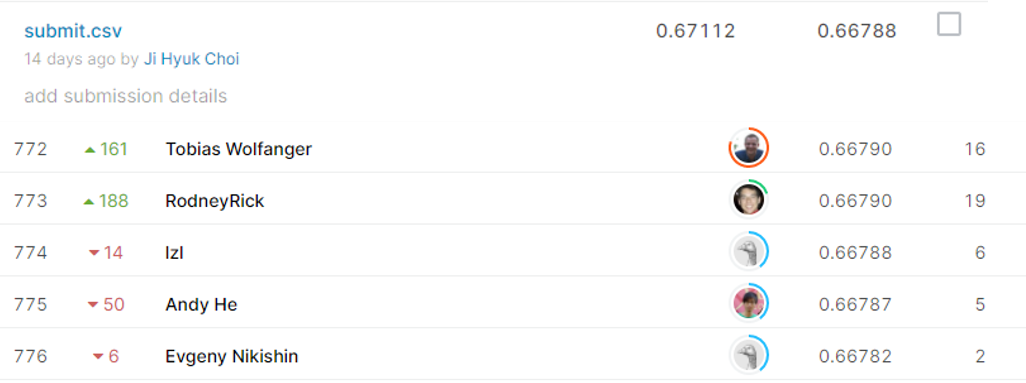 submit.csv 0.67112 0.66788
14 days ago by Ji Hyuk Choi
add submission details
772 161 Tobias Wolfanger 0.66790 16
773 188 RodneyRick 0.66790 19
774 14 lzl 0.66788 6
775 50 Andy He 0.66787 5
776 6 Evgeny Nikishin 0.66782 2